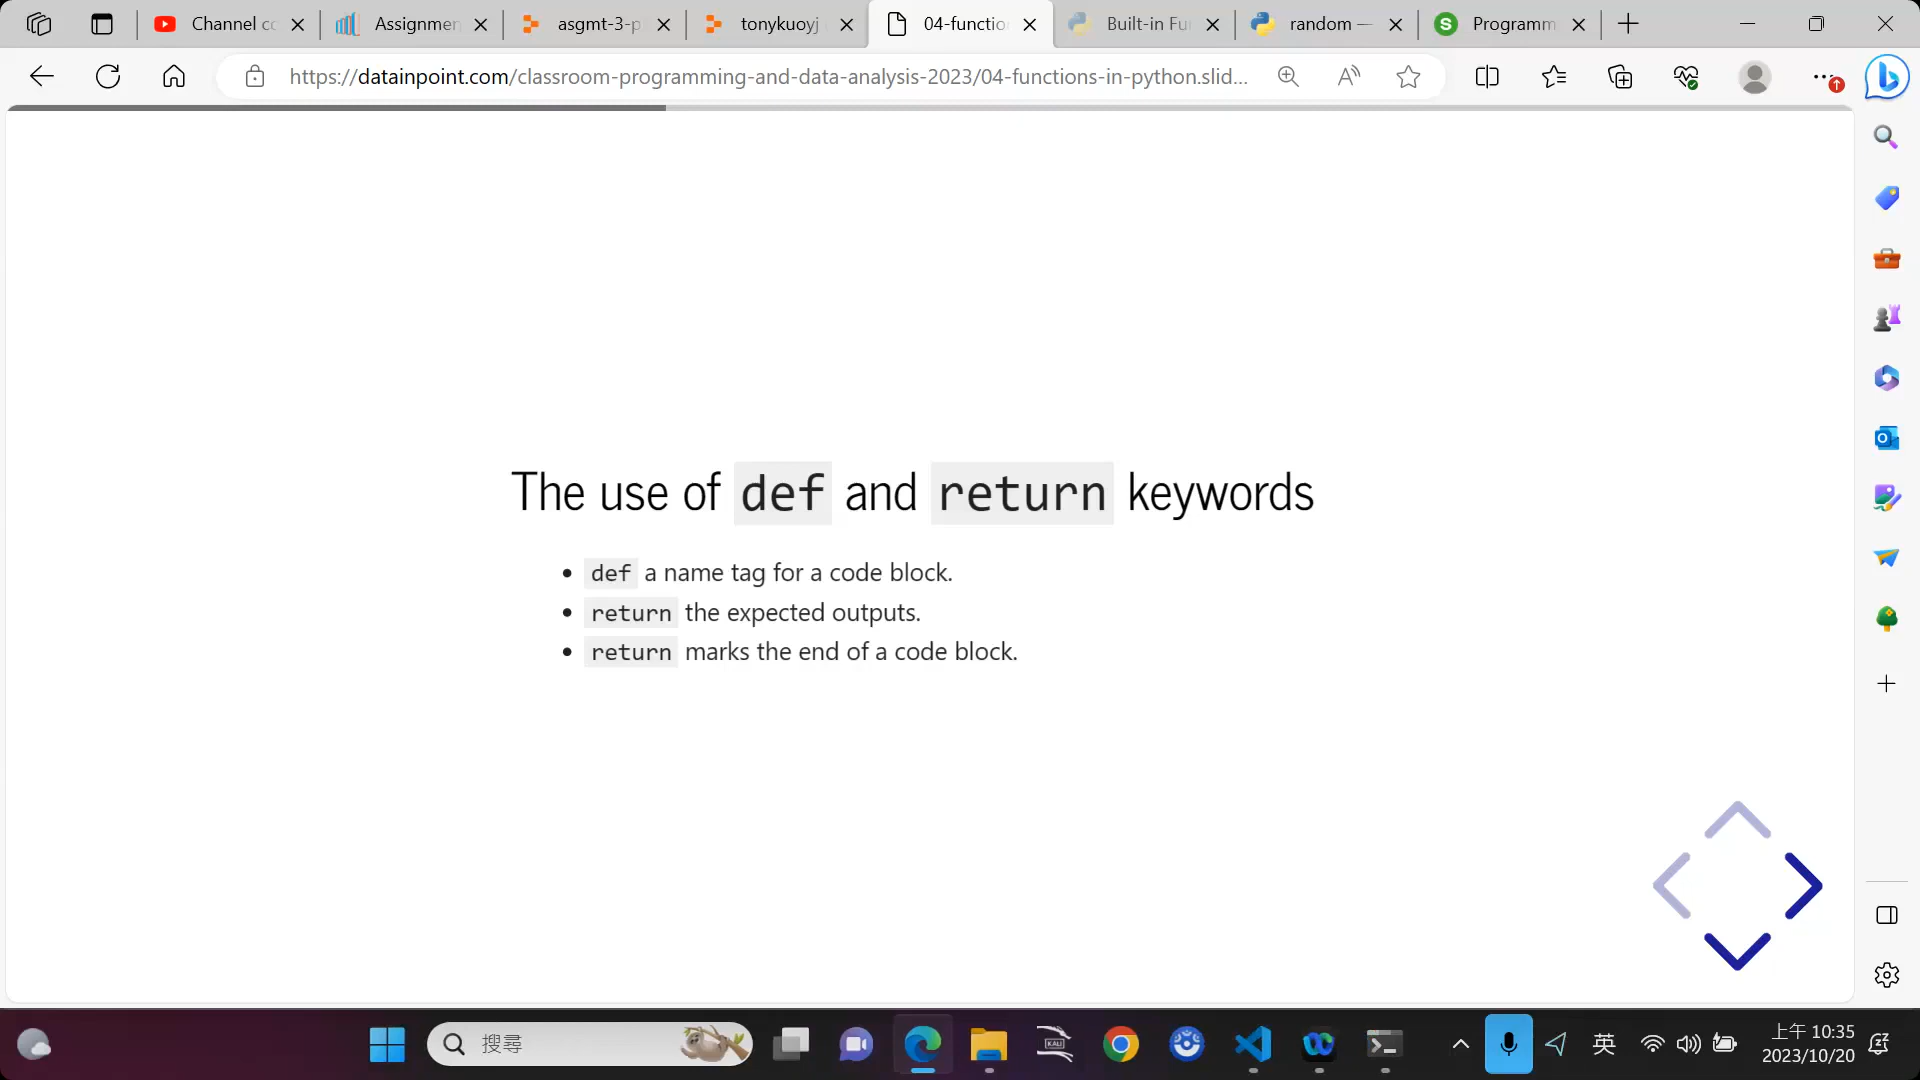 Channel co
Assignmen
asgmt-3-p
tonykuoyj
04-functio
Built-in Fu
random —
Programm
https://datainpoint.com/classroom-programming-and-data-analysis-2023/04-functions-in-python.slid...
The use of def and return keywords
• def a name tag for a code block.
• return the expected outputs.
• return marks the end of a code block.
搜尋
英
上午 10:35
2023/10/20